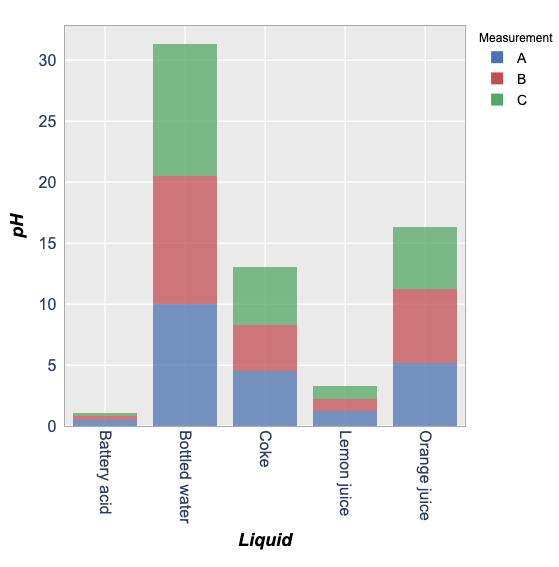 Measurement
A
B
C
30
25
20
15
10
5
0
pH
Battery acid
Bottled water
Coke
Lemon juice
Orange juice
Liquid